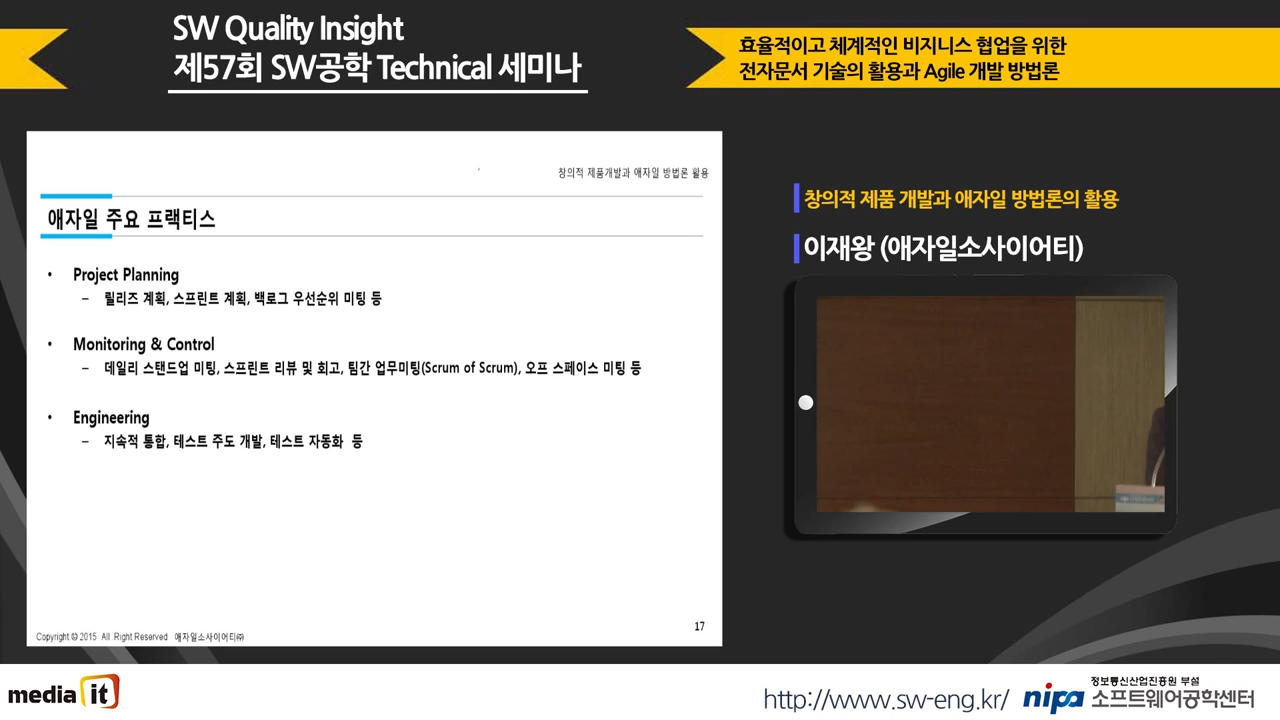 SW Quality Insight
제57회 SW공학 Technical 세미나
효율적이고 체계적인 비지니스 협업을 위한
전자문서 기술의 활용과 Agile 개발 방법론
창의적 제품개발과 애자일 방법론 활용
애자일 주요 프랙티스
• Project Planning
– 릴리즈 계획, 스프린트 계획, 백로그 우선순위 미팅 등
• Monitoring & Control
– 데일리 스탠드업 미팅, 스프린트 리뷰 및 회고, 팀간 업무미팅(Scrum of Scrum), 오프 스페이스 미팅 등
• Engineering
– 지속적 통합, 테스트 주도 개발, 테스트 자동화 등
17
Copyright © 2015 All Right Reserved 애자일소사이어티㈜
창의적 제품 개발과 애자일 방법론의 활용
이재왕 (애자일소사이어티)
media it
http://www.sw-eng.kr/
nipa
정보통신산업진흥원 부설
소프트웨어공학센터